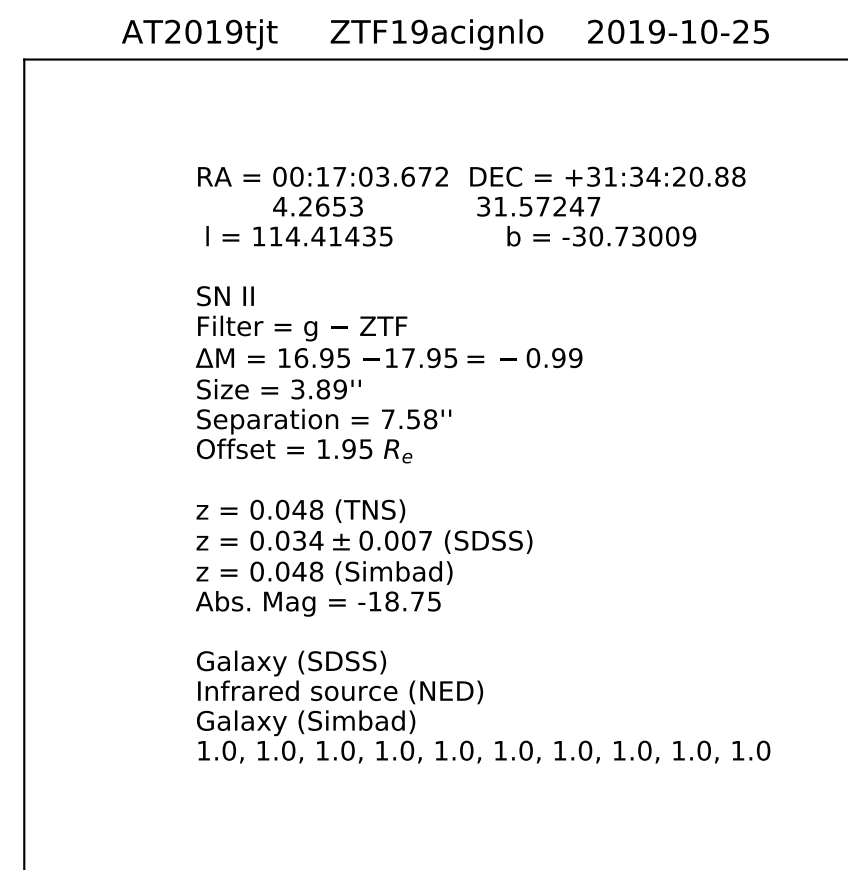 AT2019tjt ZTF19acignlo 2019-10-25
RA = 00:17:03.672 DEC = +31:34:20.88
4.2653 31.57247
l = 114.41435 b = -30.73009
SN II
Filter = g − ZTF
ΔM = 16.95 −17.95 = − 0.99
Size = 3.89''
Separation = 7.58''
Offset = 1.95 Re
z = 0.048 (TNS)
z = 0.034 ± 0.007 (SDSS)
z = 0.048 (Simbad)
Abs. Mag = -18.75
Galaxy (SDSS)
Infrared source (NED)
Galaxy (Simbad)
1.0, 1.0, 1.0, 1.0, 1.0, 1.0, 1.0, 1.0, 1.0, 1.0